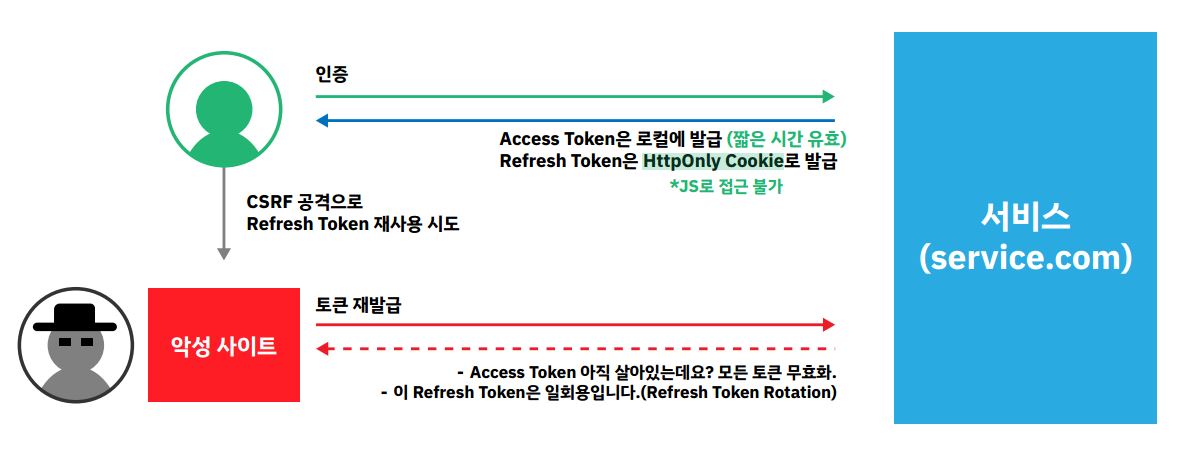 인증
Access Token은 로컬에 발급 (짧은 시간 유효)
Refresh Token은 HttpOnly Cookie로 발급
*JS로 접근 불가
CSRF 공격으로
Refresh Token 재사용 시도
서비스
(service.com)
토큰 재발급
악성 사이트
- Access Token 아직 살아있는데요? 모든 토큰 무효화.
- 이 Refresh Token은 일회용입니다.(Refresh Token Rotation)